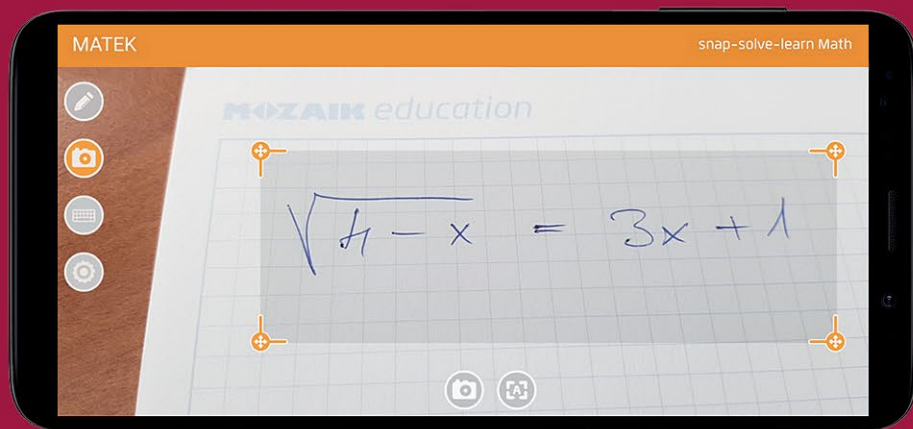 MATEK
snap-solve-learn Math
MOZAIK education
√(4 - x) = 3x + 1